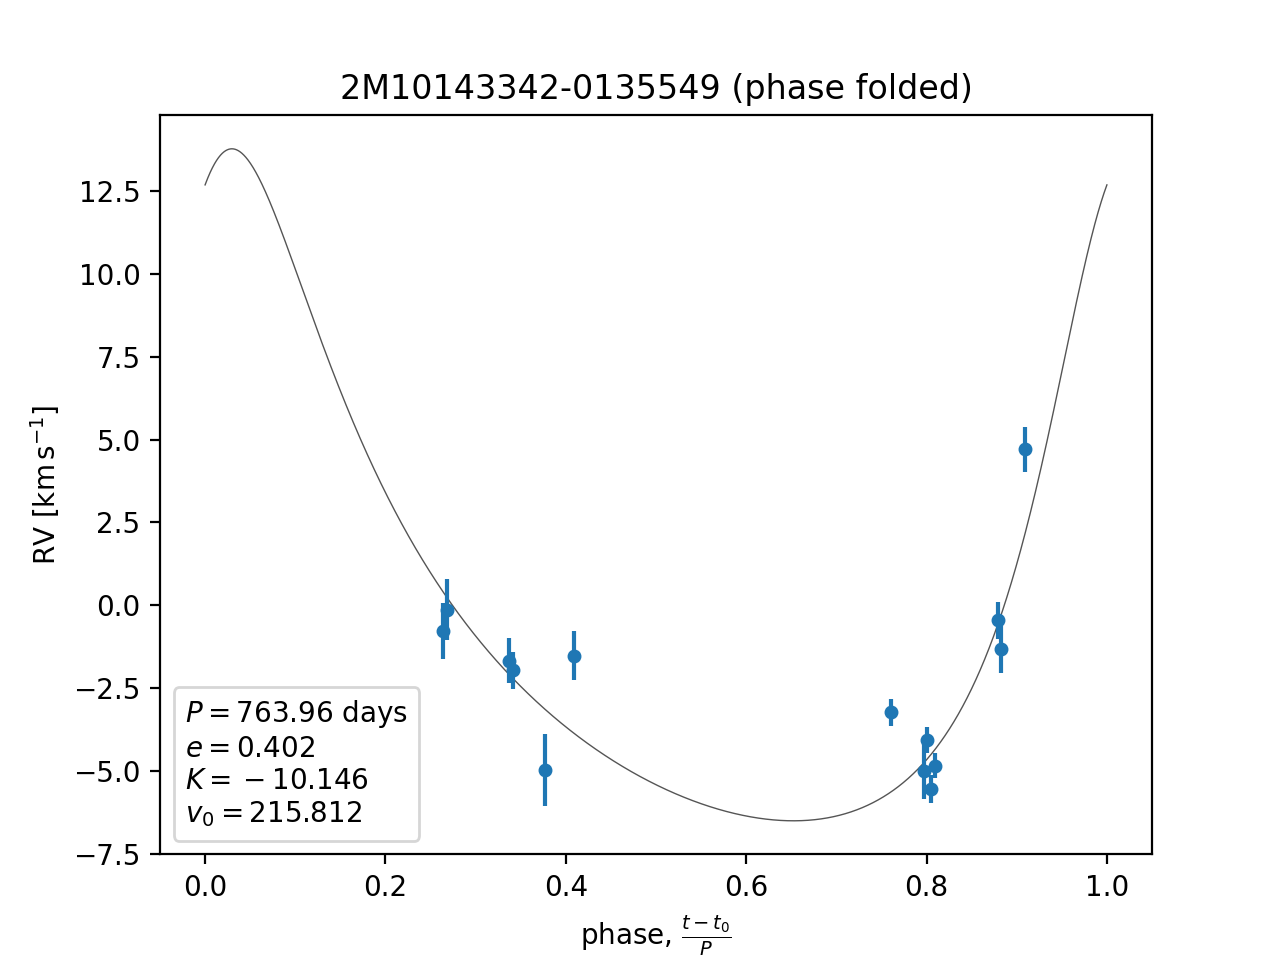 2M10143342-0135549 (phase folded)
RV [km s⁻¹]
12.5
10.0
7.5
5.0
2.5
0.0
−2.5
−5.0
−7.5
P = 763.96 days
e = 0.402
K = −10.146
v₀ = 215.812
0.0 0.2 0.4 0.6 0.8 1.0
phase, (t − t₀)/P